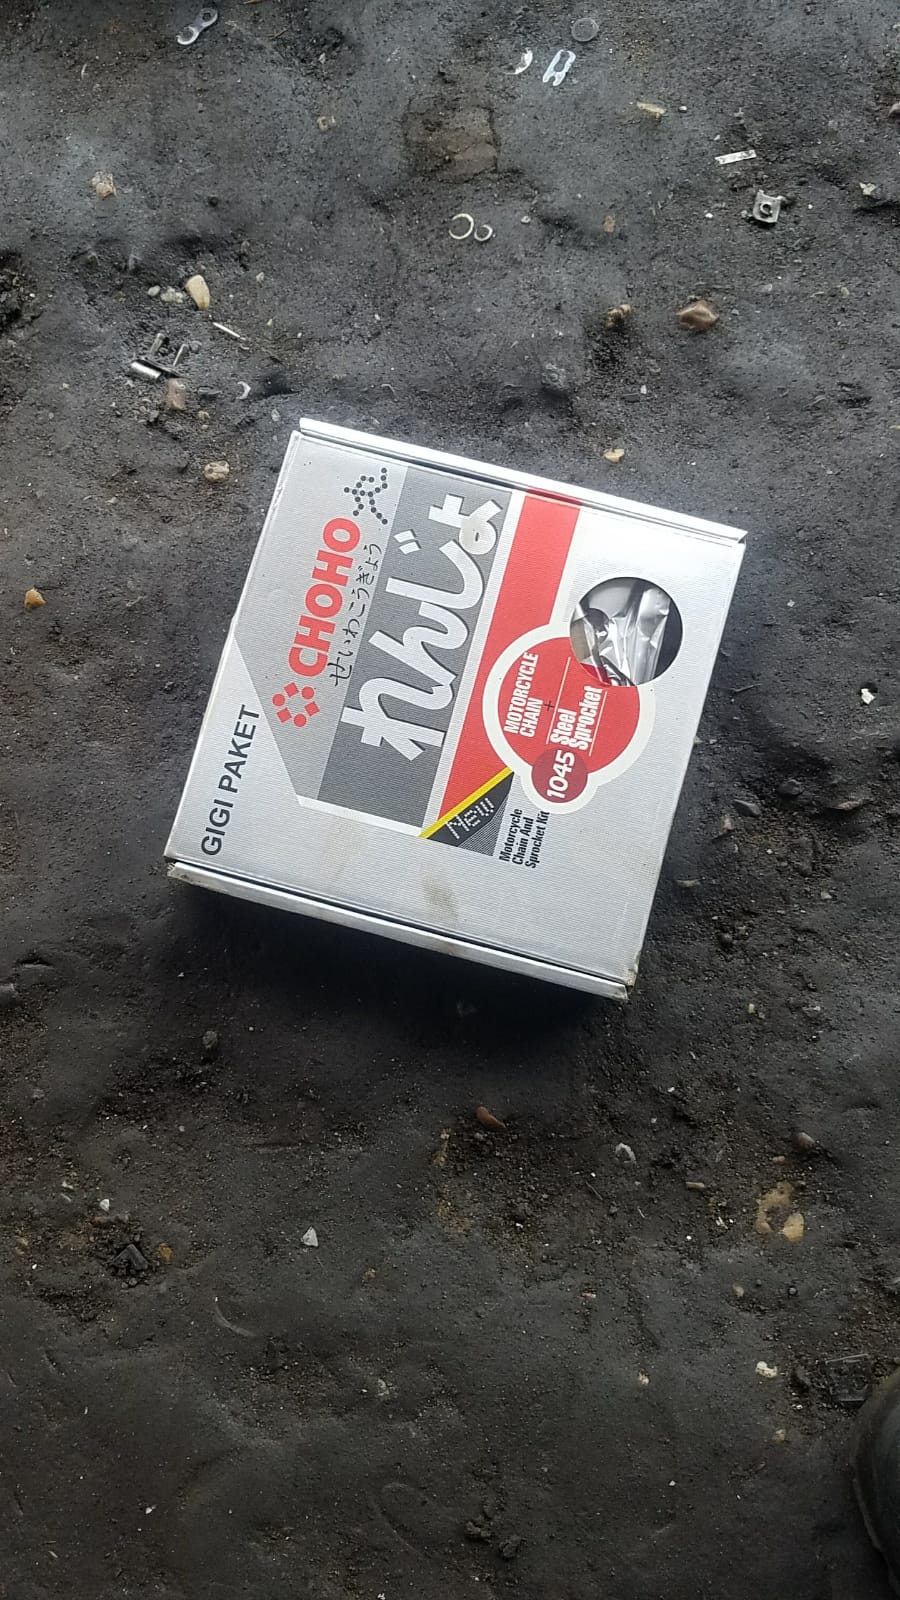 GIGI PAKET
CHOHO
せいわこうぎょう
れんじょ
MOTORCYCLE
CHAIN
+
Steel
Sprocket
1045
New
Motorcycle
Chain And
Sprocket Kit